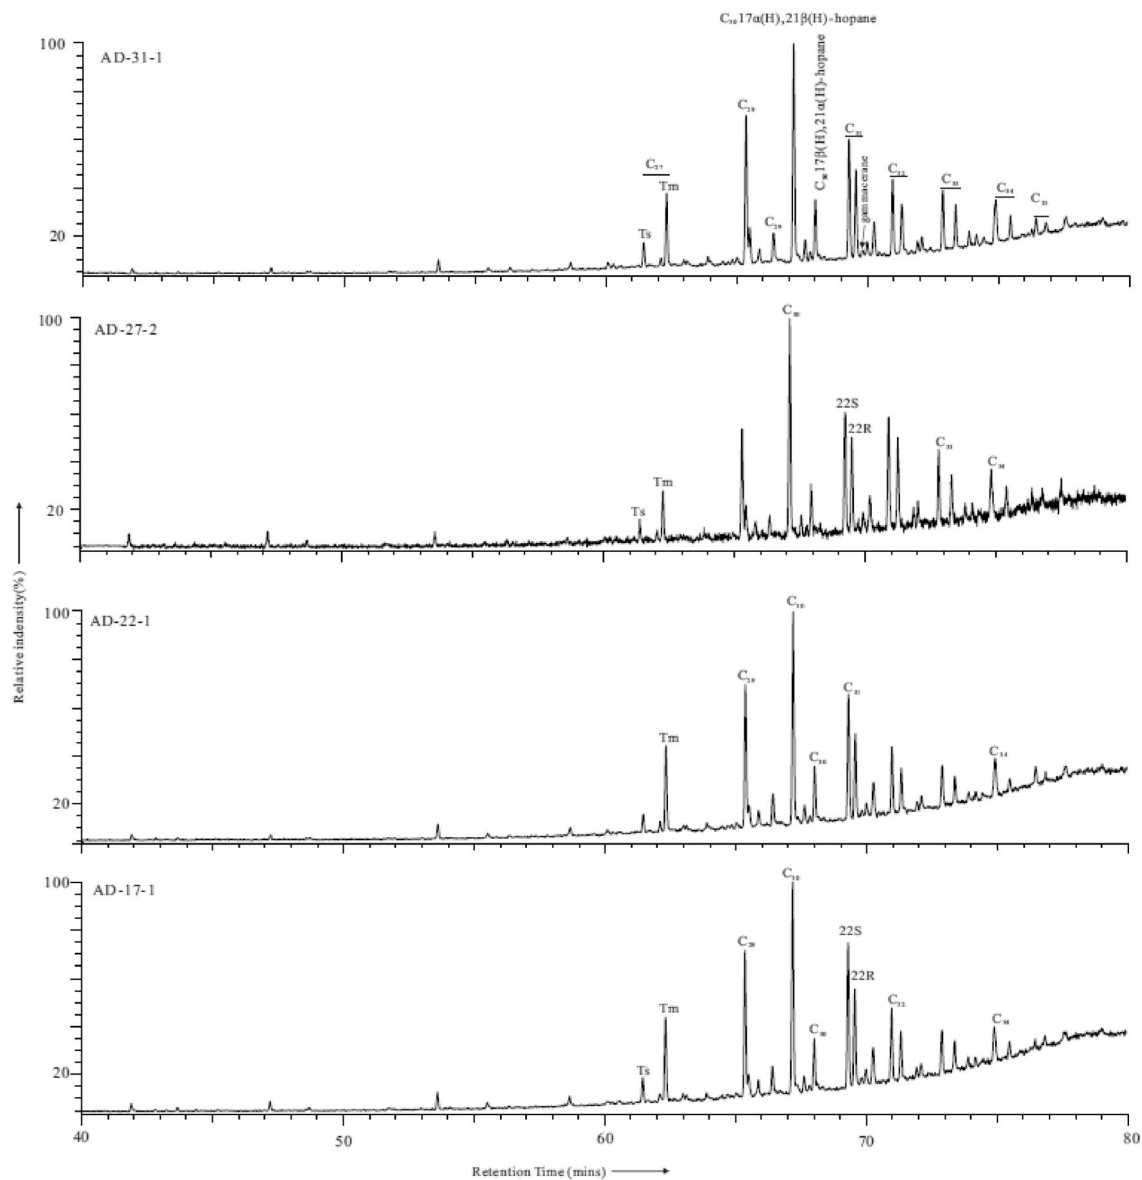 C₃₀17α(H),21β(H)-hopane
100
AD-31-1
C₃₀17β(H),21α(H)-hopane
C₂₉
C₃₁
gammacerane
C₂₇
Tm
C₃₂
C₃₃
C₃₄
Ts
C₂₉
C₃₅
20
100
AD-27-2
C₃₀
22S
22R
C₃₃
Tm
C₃₄
Ts
20
Relative indensity(%)
100
AD-22-1
C₃₀
C₂₉
C₃₁
Tm
C₃₀
C₃₄
20
100
AD-17-1
C₃₀
C₂₉
22S
22R
Tm
C₃₂
C₃₀
C₃₄
Ts
20
40
50
60
70
80
Retention Time (mins)